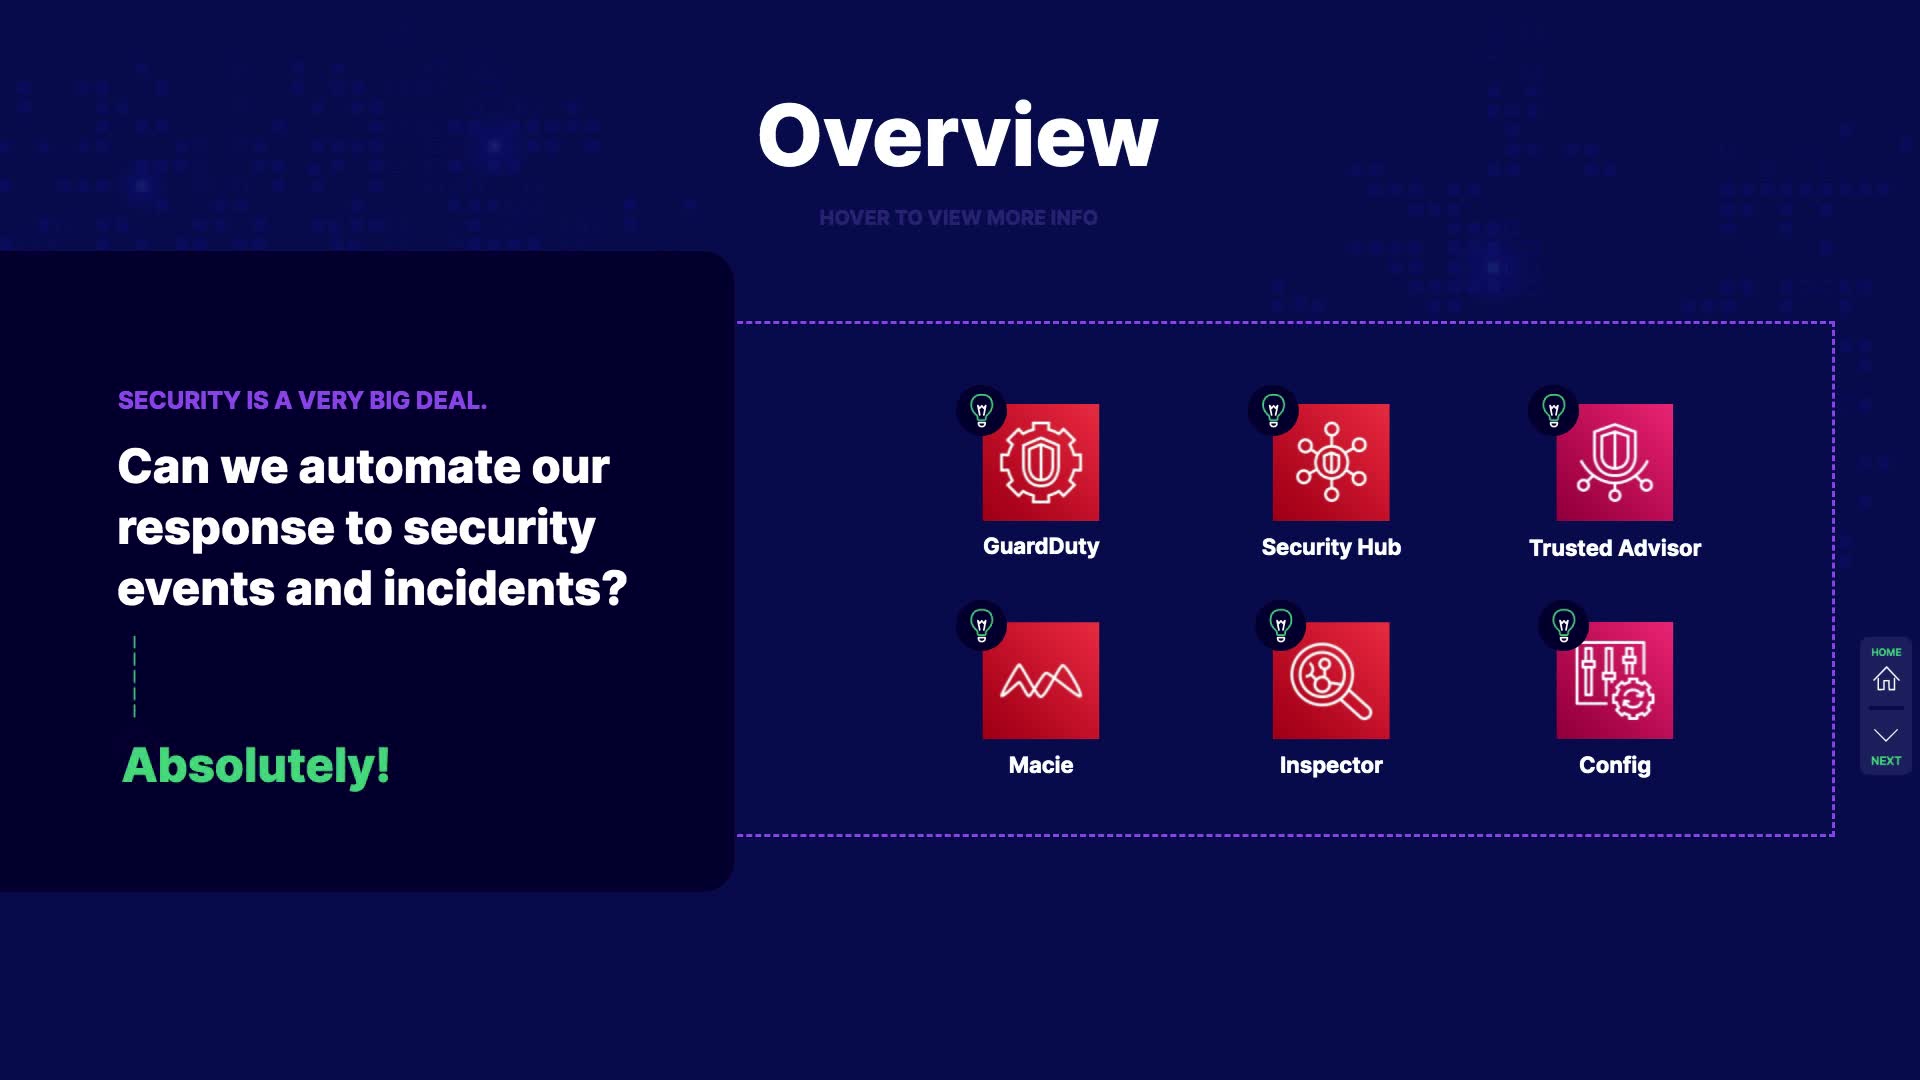 Overview
HOVER TO VIEW MORE INFO
SECURITY IS A VERY BIG DEAL.
Can we automate our
response to security
events and incidents?
Absolutely!
GuardDuty
Security Hub
Trusted Advisor
Macie
Inspector
Config
HOME
NEXT